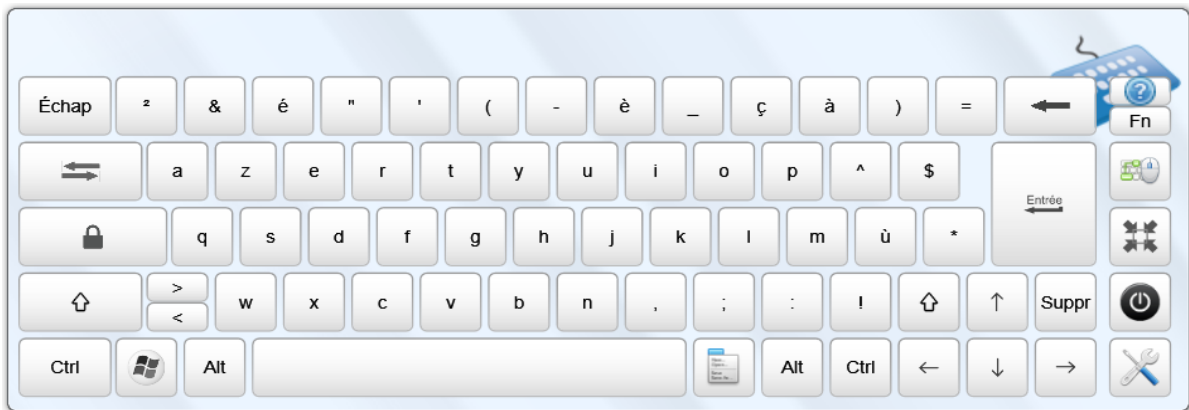 Échap ² & é " ' ( - è _ ç à ) =
Fn
a z e r t y u i o p ^ $
Entrée
q s d f g h j k l m ù *
>
w x c v b n , ; : ! Suppr
<
Ctrl Alt Alt Ctrl